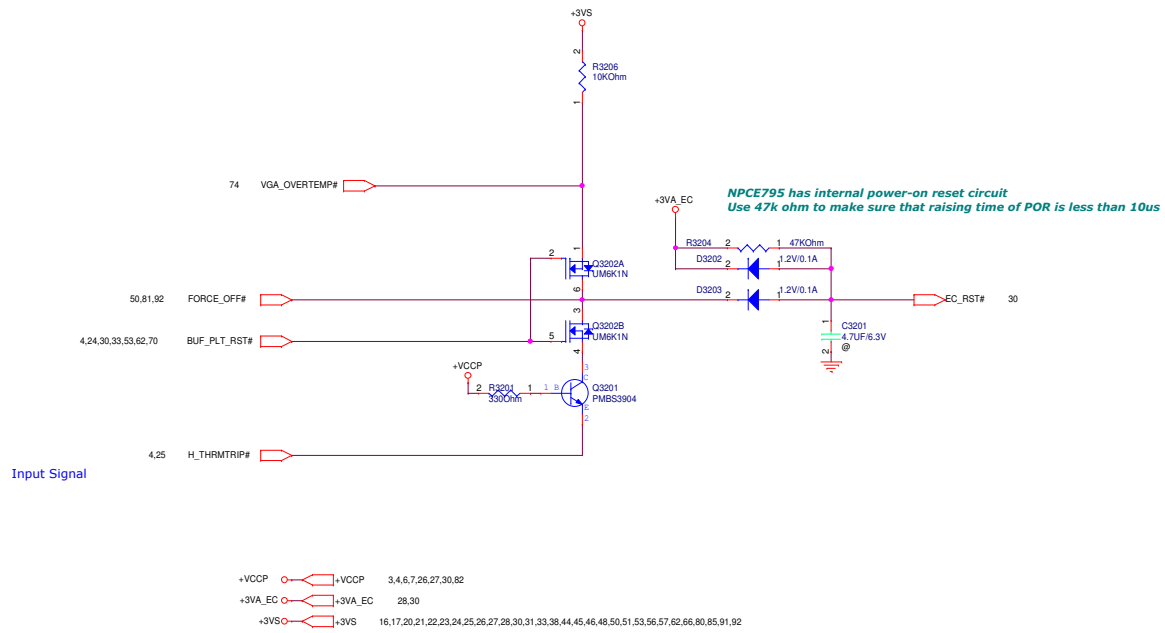 +3VS
2
R3206
10KOhm
1
74 VGA_OVERTEMP#
NPCE795 has internal power-on reset circuit
Use 47k ohm to make sure that raising time of POR is less than 10us
+3VA_EC
R3204 2 1 47KOhm
D3202 2 1 1.2V/0.1A
1
2
Q3202A
UM6K1N
6
50,81,92 FORCE_OFF#
D3203 2 1 1.2V/0.1A
EC_RST# 30
3
Q3202B
UM6K1N
5
4
4,24,30,33,53,62,70 BUF_PLT_RST#
1
C3201
4.7UF/6.3V
@
2
+VCCP
2 R3201 1
330Ohm
1 B
3
C
Q3201
PMBS3904
E
2
4,25 H_THRMTRIP#
Input Signal
+VCCP +VCCP 3,4,6,7,26,27,30,82
+3VA_EC +3VA_EC 28,30
+3VS +3VS 16,17,20,21,22,23,24,25,26,27,28,30,31,33,38,44,45,46,48,50,51,53,56,57,62,66,80,85,91,92